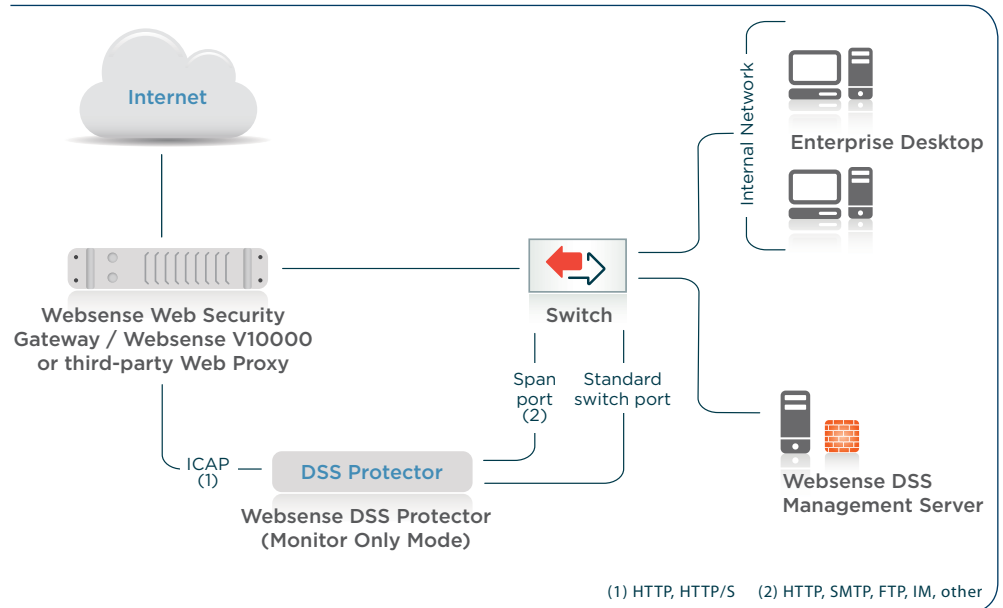 Internet
Internal Network
Enterprise Desktop
Websense Web Security
Gateway / Websense V10000
or third-party Web Proxy
Switch
Span
port
(2)
Standard
switch port
ICAP
(1)
DSS Protector
Websense DSS Protector
(Monitor Only Mode)
Websense DSS
Management Server
(1) HTTP, HTTP/S (2) HTTP, SMTP, FTP, IM, other